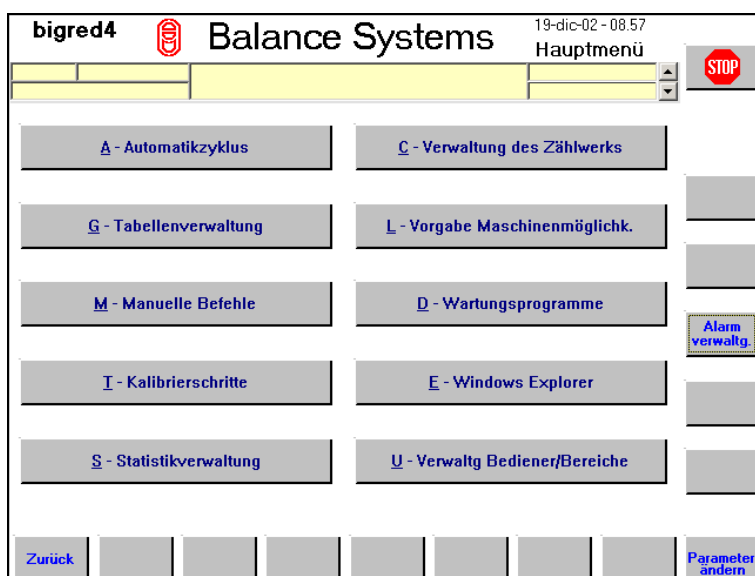 bigred4
Balance Systems
19-dic-02 - 08.57
Hauptmenü
STOP
A - Automatikzyklus
C - Verwaltung des Zählwerks
G - Tabellenverwaltung
L - Vorgabe Maschinenmöglichk.
M - Manuelle Befehle
D - Wartungsprogramme
Alarm
verwaltg.
T - Kalibrierschritte
E - Windows Explorer
S - Statistikverwaltung
U - Verwaltg Bediener/Bereiche
Zurück
Parameter
ändern